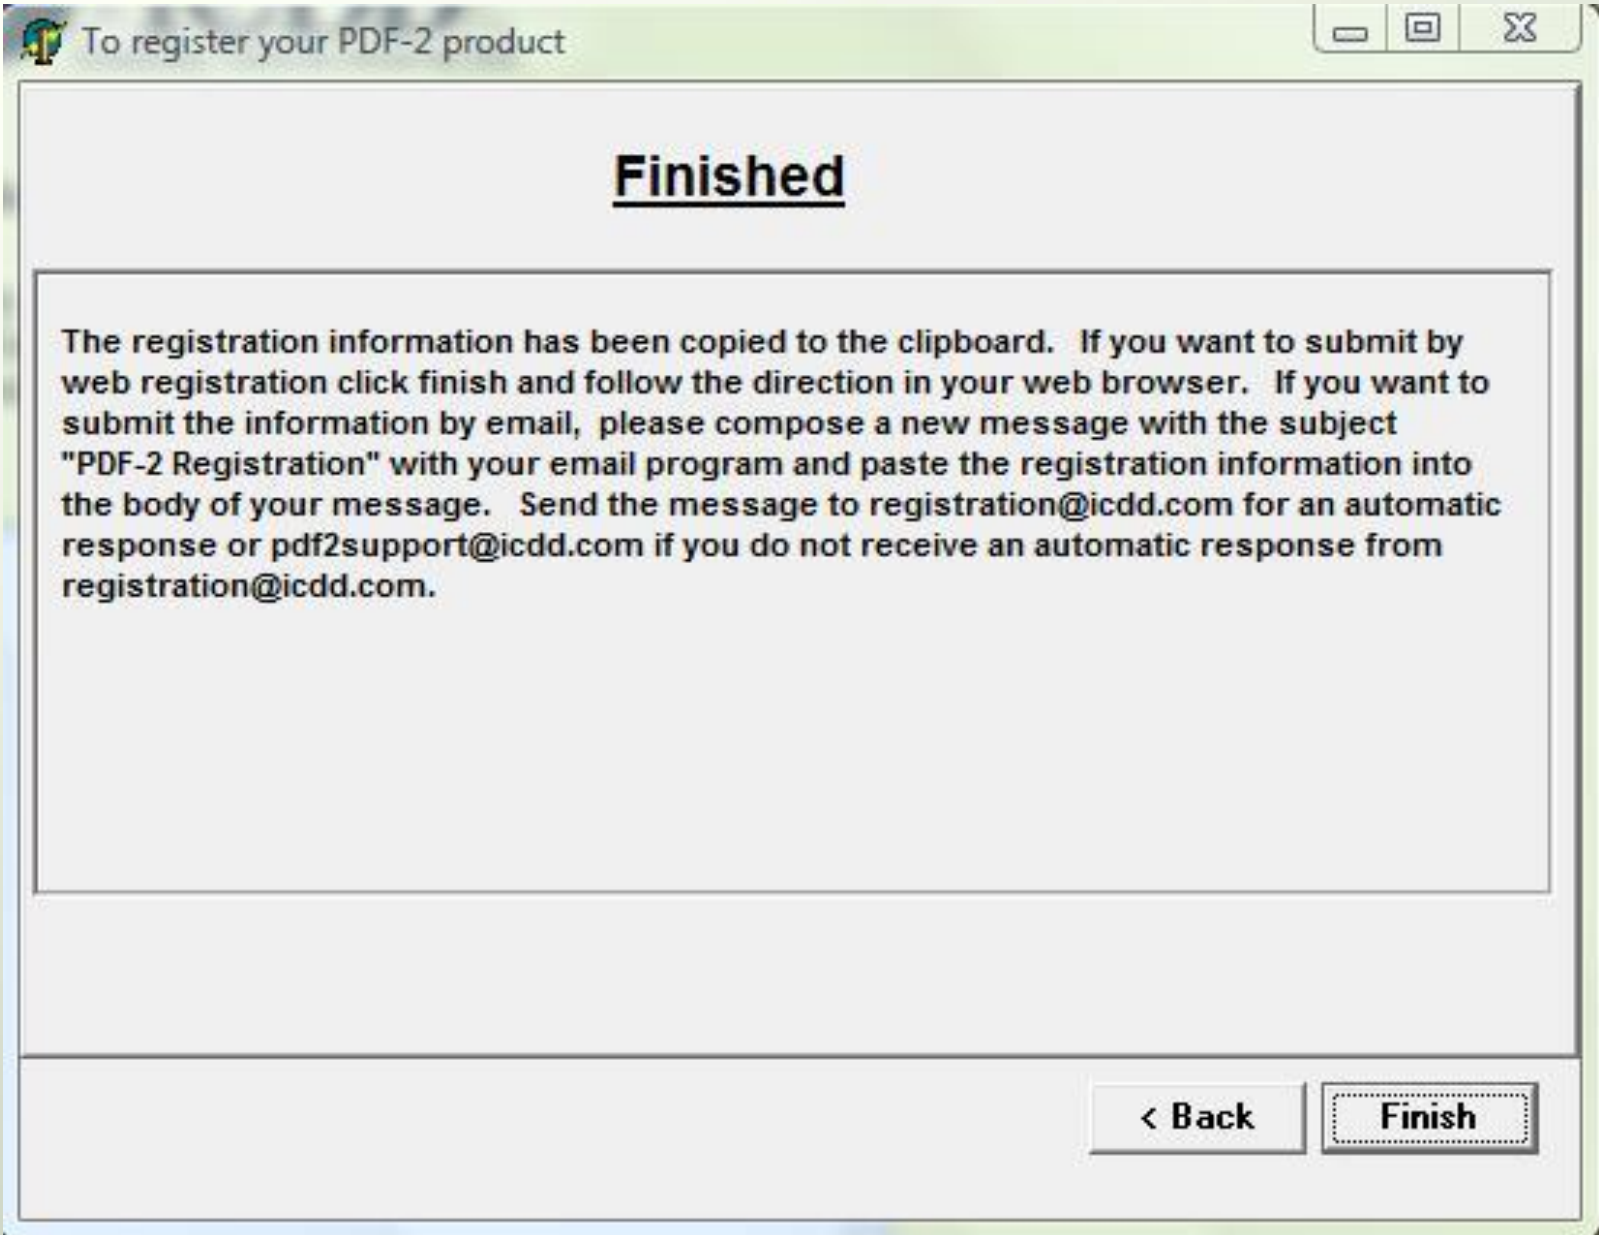 To register your PDF-2 product
Finished
The registration information has been copied to the clipboard. If you want to submit by
web registration click finish and follow the direction in your web browser. If you want to
submit the information by email, please compose a new message with the subject
"PDF-2 Registration" with your email program and paste the registration information into
the body of your message. Send the message to registration@icdd.com for an automatic
response or pdf2support@icdd.com if you do not receive an automatic response from
registration@icdd.com.
< Back
Finish